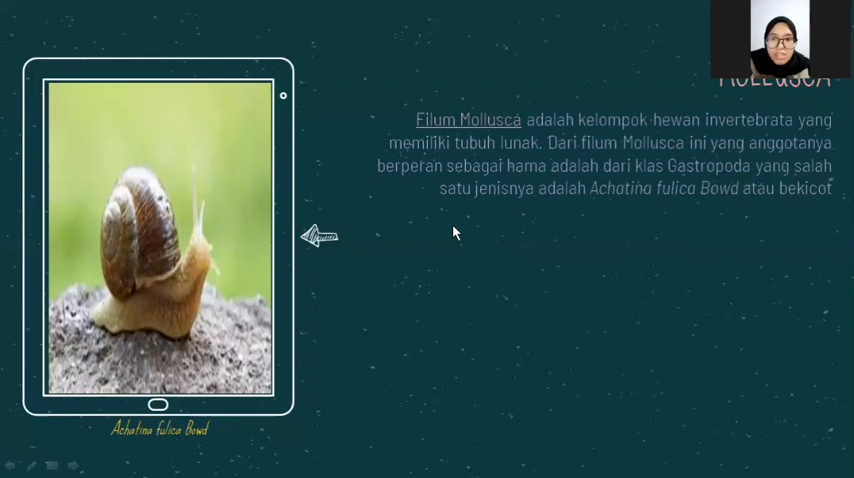 MOLLUSCA
Filum Mollusca adalah kelompok hewan invertebrata yang
memiliki tubuh lunak. Dari filum Mollusca ini yang anggotanya
berperan sebagai hama adalah dari klas Gastropoda yang salah
satu jenisnya adalah Achatina fulica Bowd atau bekicot
Achatina fulica Bowd